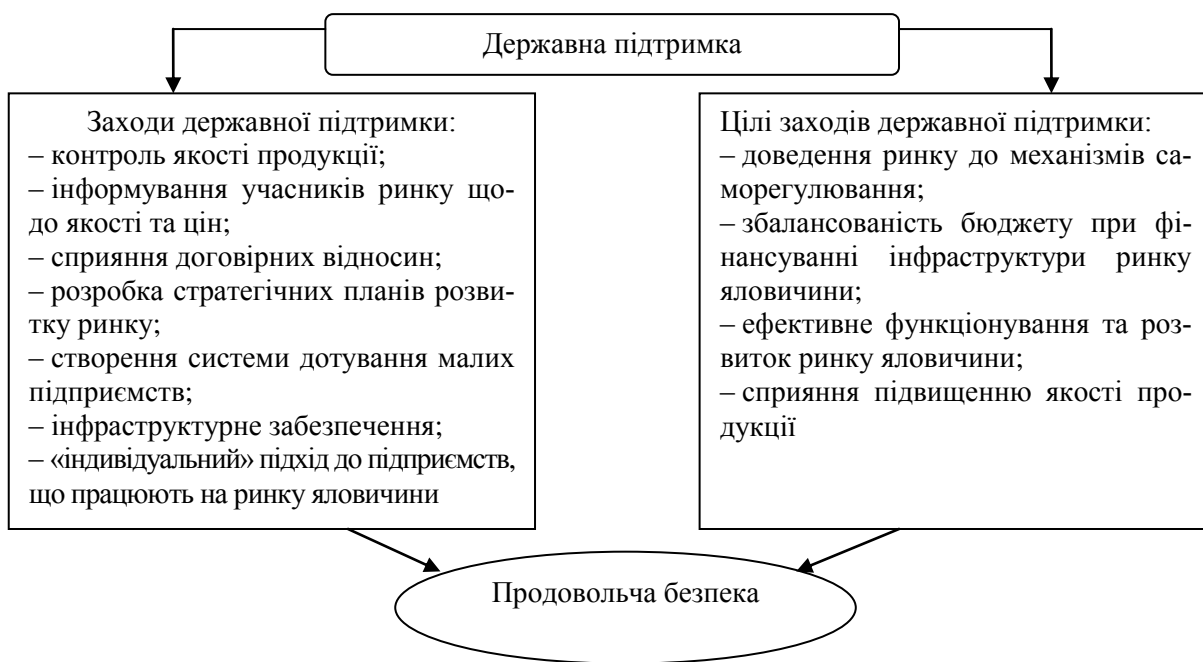 Державна підтримка
Заходи державної підтримки:
– контроль якості продукції;
– інформування учасників ринку що-
до якості та цін;
– сприяння договірних відносин;
– розробка стратегічних планів розви-
тку ринку;
– створення системи дотування малих
підприємств;
– інфраструктурне забезпечення;
– «індивідуальний» підхід до підприємств,
що працюють на ринку яловичини
Цілі заходів державної підтримки:
– доведення ринку до механізмів са-
морегулювання;
– збалансованість бюджету при фі-
нансуванні інфраструктури ринку
яловичини;
– ефективне функціонування та роз-
виток ринку яловичини;
– сприяння підвищенню якості про-
дукції
Продовольча безпека